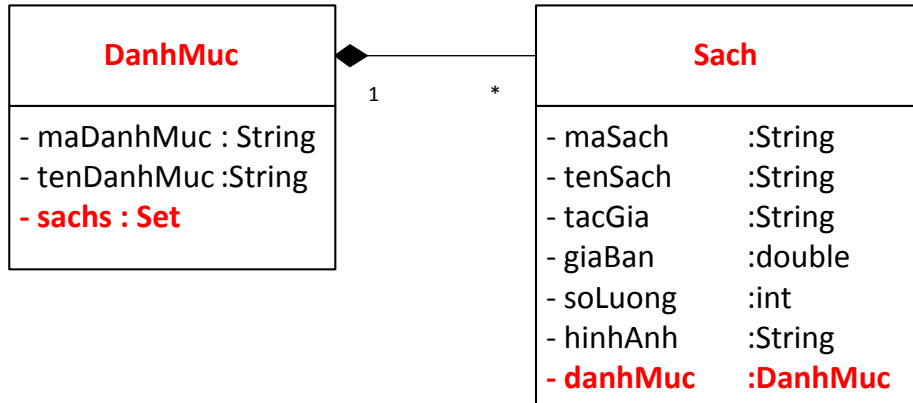 DanhMuc
- maDanhMuc : String
- tenDanhMuc :String
- sachs : Set
1
*
Sach
- maSach :String
- tenSach :String
- tacGia :String
- giaBan :double
- soLuong :int
- hinhAnh :String
- danhMuc :DanhMuc